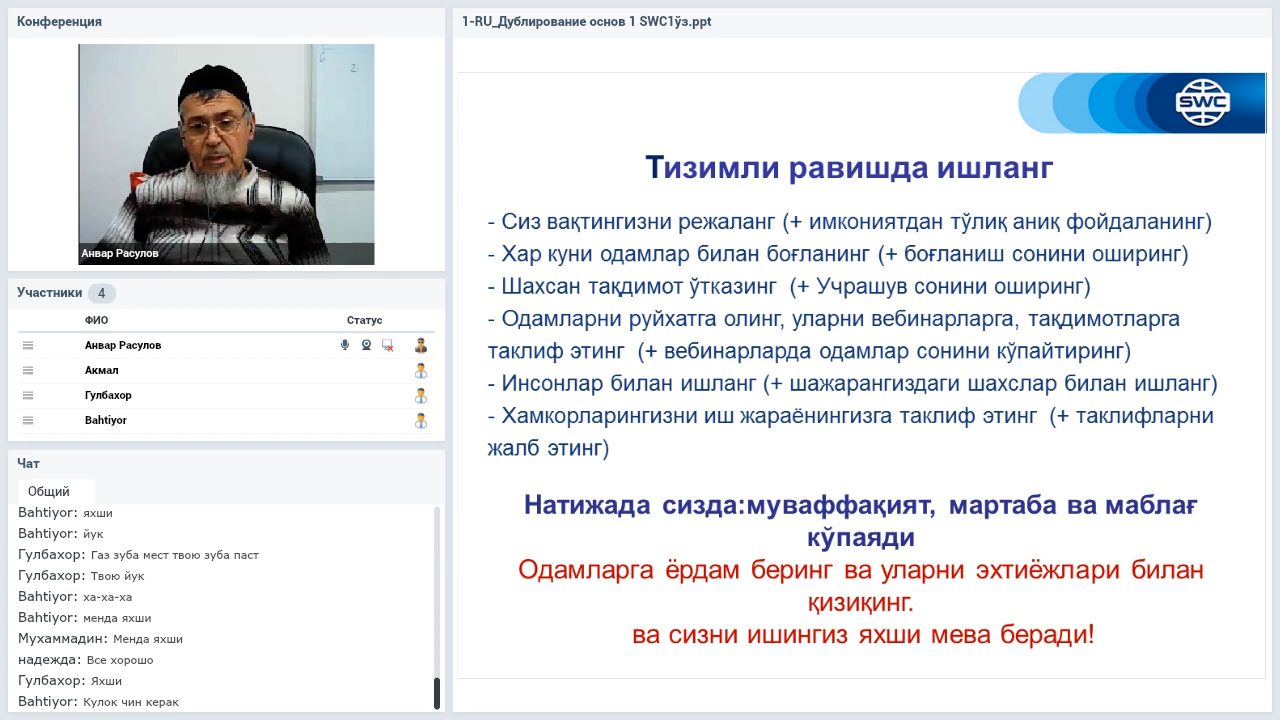 Конференция
Анвар Расулов
Участники 4
ФИО Статус
Анвар Расулов
Акмал
Гулбахор
Bahtiyor
Чат
Общий
Bahtiyor: яхши
Bahtiyor: йук
Гулбахор: Газ зуба мест твою зуба паст
Гулбахор: Твою йук
Bahtiyor: ха-ха-ха
Bahtiyor: менда яхши
Мухаммадин: Менда яхши
надежда: Все хорошо
Гулбахор: Яхши
Bahtiyor: Кулок чин керак
1-RU_Дублирование основ 1 SWC1ўз.ppt
SWC
Тизимли равишда ишланг
- Сиз вақтингизни режаланг (+ имкониятдан тўлиқ аниқ фойдаланинг)
- Хар куни одамлар билан боғланинг (+ боғланиш сонини оширинг)
- Шахсан тақдимот ўтказинг (+ Учрашув сонини оширинг)
- Одамларни руйхатга олинг, уларни вебинарларга, тақдимотларга
таклиф этинг (+ вебинарларда одамлар сонини кўпайтиринг)
- Инсонлар билан ишланг (+ шажарангиздаги шахслар билан ишланг)
- Хамкорларингизни иш жараёнингизга таклиф этинг (+ таклифларни
жалб этинг)
Натижада сизда:муваффақият, мартаба ва маблағ
кўпаяди
Одамларга ёрдам беринг ва уларни эхтиёжлари билан
қизиқинг.
ва сизни ишингиз яхши мева беради!